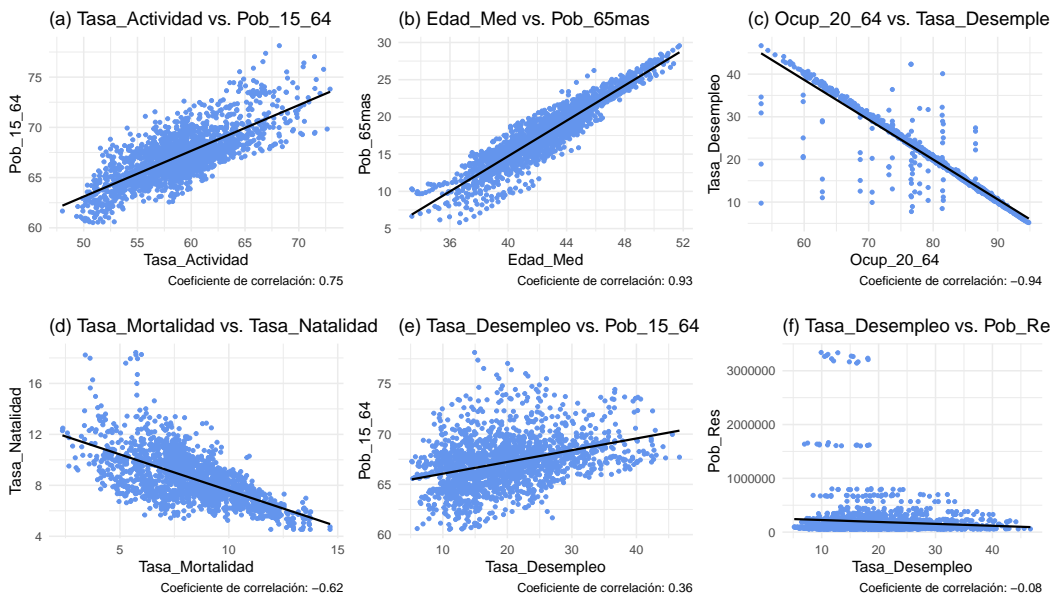 (a) Tasa_Actividad vs. Pob_15_64
Pob_15_64
75
70
65
60
50 55 60 65 70
Tasa_Actividad
Coeficiente de correlación: 0.75
(b) Edad_Med vs. Pob_65mas
Pob_65mas
30
25
20
15
10
5
36 40 44 48 52
Edad_Med
Coeficiente de correlación: 0.93
(c) Ocup_20_64 vs. Tasa_Desemple
Tasa_Desempleo
40
30
20
10
60 70 80 90
Ocup_20_64
Coeficiente de correlación: −0.94
(d) Tasa_Mortalidad vs. Tasa_Natalidad
Tasa_Natalidad
16
12
8
4
5 10 15
Tasa_Mortalidad
Coeficiente de correlación: −0.62
(e) Tasa_Desempleo vs. Pob_15_64
Pob_15_64
75
70
65
60
10 20 30 40
Tasa_Desempleo
Coeficiente de correlación: 0.36
(f) Tasa_Desempleo vs. Pob_Re
Pob_Res
3000000
2000000
1000000
0
10 20 30 40
Tasa_Desempleo
Coeficiente de correlación: −0.08